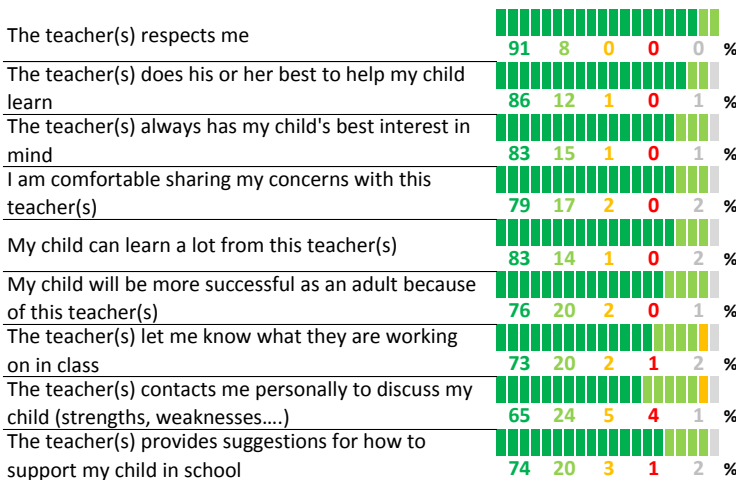 The teacher(s) respects me
91 8 0 0 0 %
The teacher(s) does his or her best to help my child
learn
86 12 1 0 1 %
The teacher(s) always has my child's best interest in
mind
83 15 1 0 1 %
I am comfortable sharing my concerns with this
teacher(s)
79 17 2 0 2 %
My child can learn a lot from this teacher(s)
83 14 1 0 2 %
My child will be more successful as an adult because
of this teacher(s)
76 20 2 0 1 %
The teacher(s) let me know what they are working
on in class
73 20 2 1 2 %
The teacher(s) contacts me personally to discuss my
child (strengths, weaknesses....)
65 24 5 4 1 %
The teacher(s) provides suggestions for how to
support my child in school
74 20 3 1 2 %